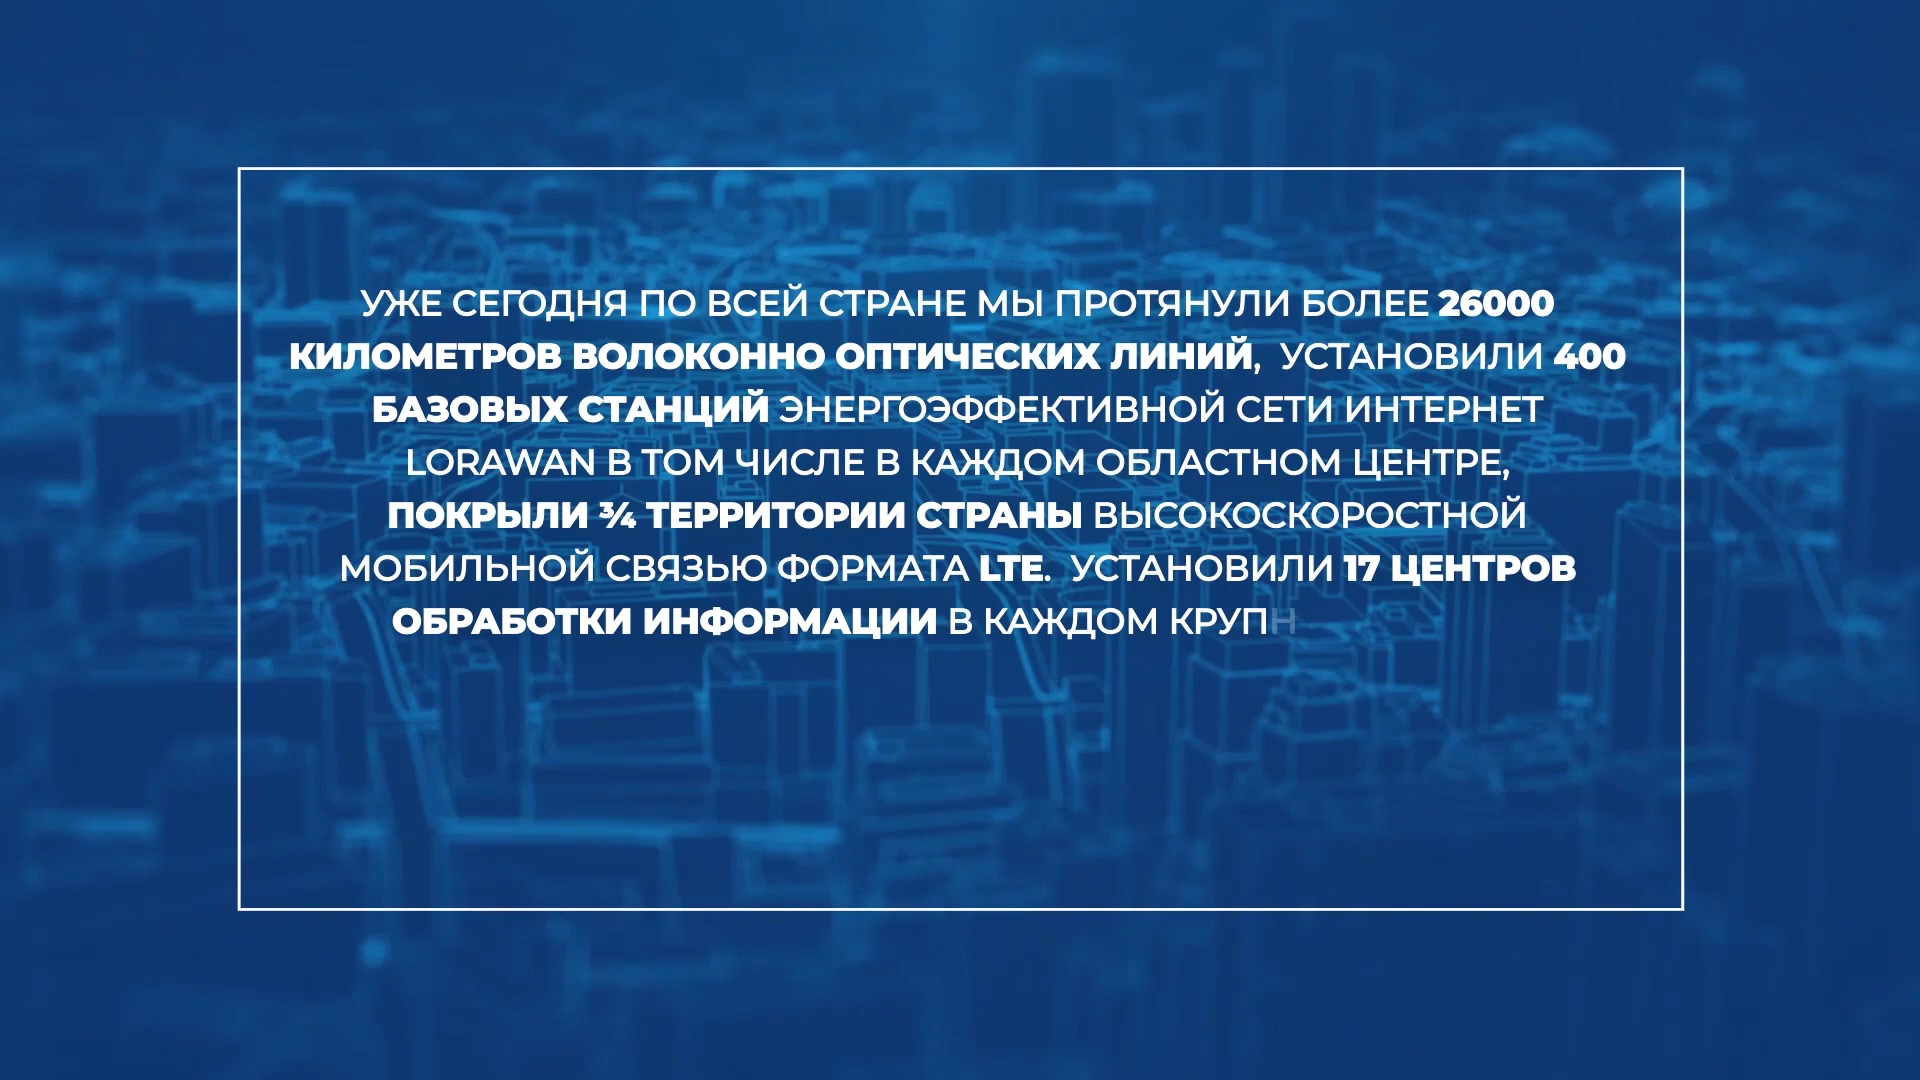 УЖЕ СЕГОДНЯ ПО ВСЕЙ СТРАНЕ МЫ ПРОТЯНУЛИ БОЛЕЕ 26000
КИЛОМЕТРОВ ВОЛОКОННО ОПТИЧЕСКИХ ЛИНИЙ, УСТАНОВИЛИ 400
БАЗОВЫХ СТАНЦИЙ ЭНЕРГОЭФФЕКТИВНОЙ СЕТИ ИНТЕРНЕТ
LORAWAN В ТОМ ЧИСЛЕ В КАЖДОМ ОБЛАСТНОМ ЦЕНТРЕ,
ПОКРЫЛИ ¾ ТЕРРИТОРИИ СТРАНЫ ВЫСОКОСКОРОСТНОЙ
МОБИЛЬНОЙ СВЯЗЬЮ ФОРМАТА LTE. УСТАНОВИЛИ 17 ЦЕНТРОВ
ОБРАБОТКИ ИНФОРМАЦИИ В КАЖДОМ КРУПН